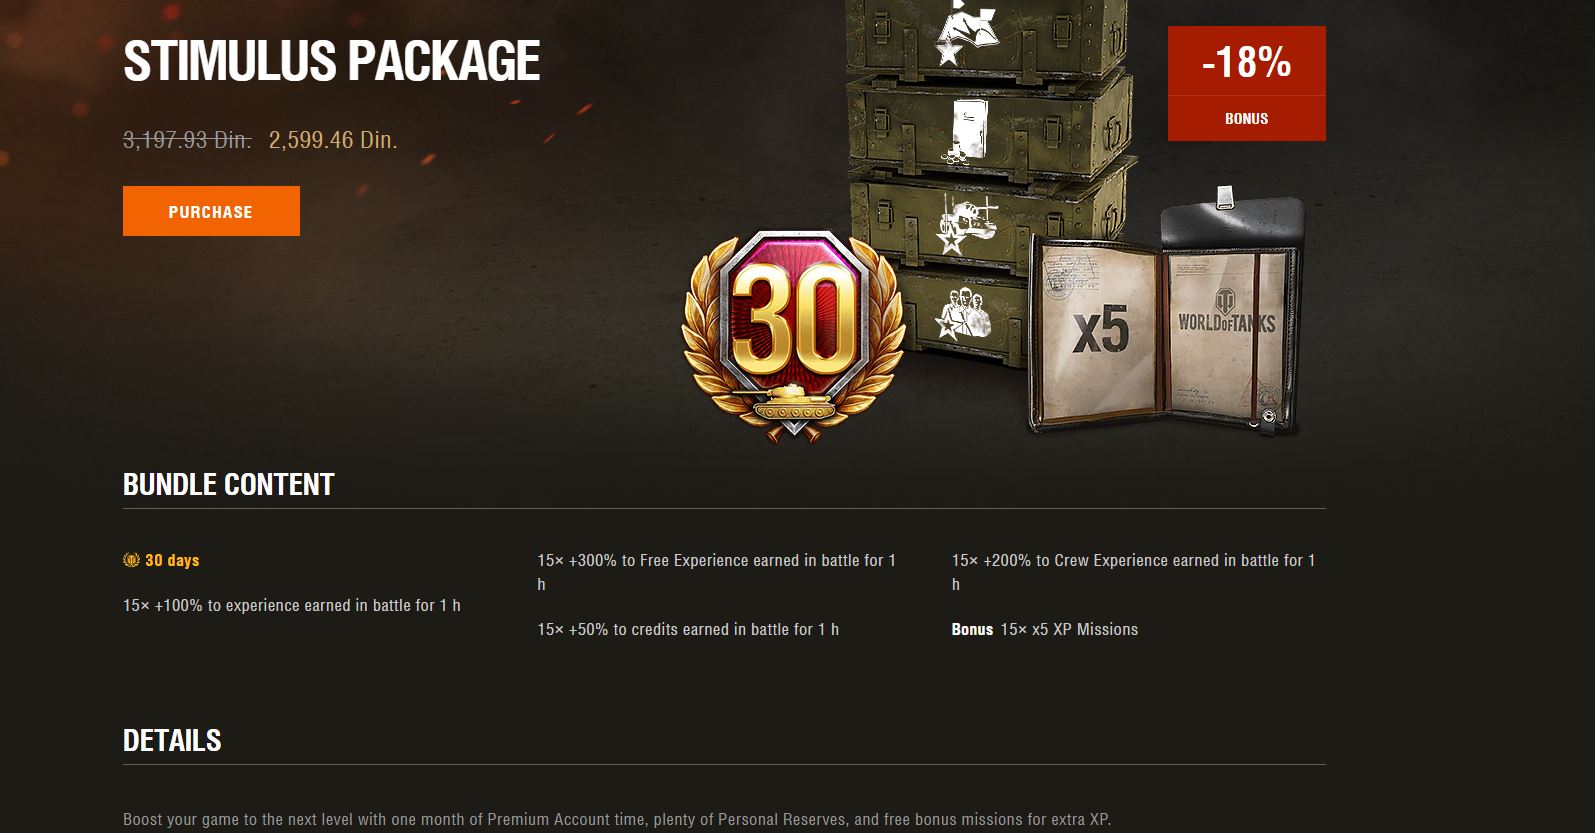 STIMULUS PACKAGE
3,197.93 Din. 2,599.46 Din.
PURCHASE
-18%
BONUS
30
x5
WORLD OF TANKS
BUNDLE CONTENT
30 days
15× +100% to experience earned in battle for 1 h
15× +300% to Free Experience earned in battle for 1
h
15× +50% to credits earned in battle for 1 h
15× +200% to Crew Experience earned in battle for 1
h
Bonus 15× x5 XP Missions
DETAILS
Boost your game to the next level with one month of Premium Account time, plenty of Personal Reserves, and free bonus missions for extra XP.